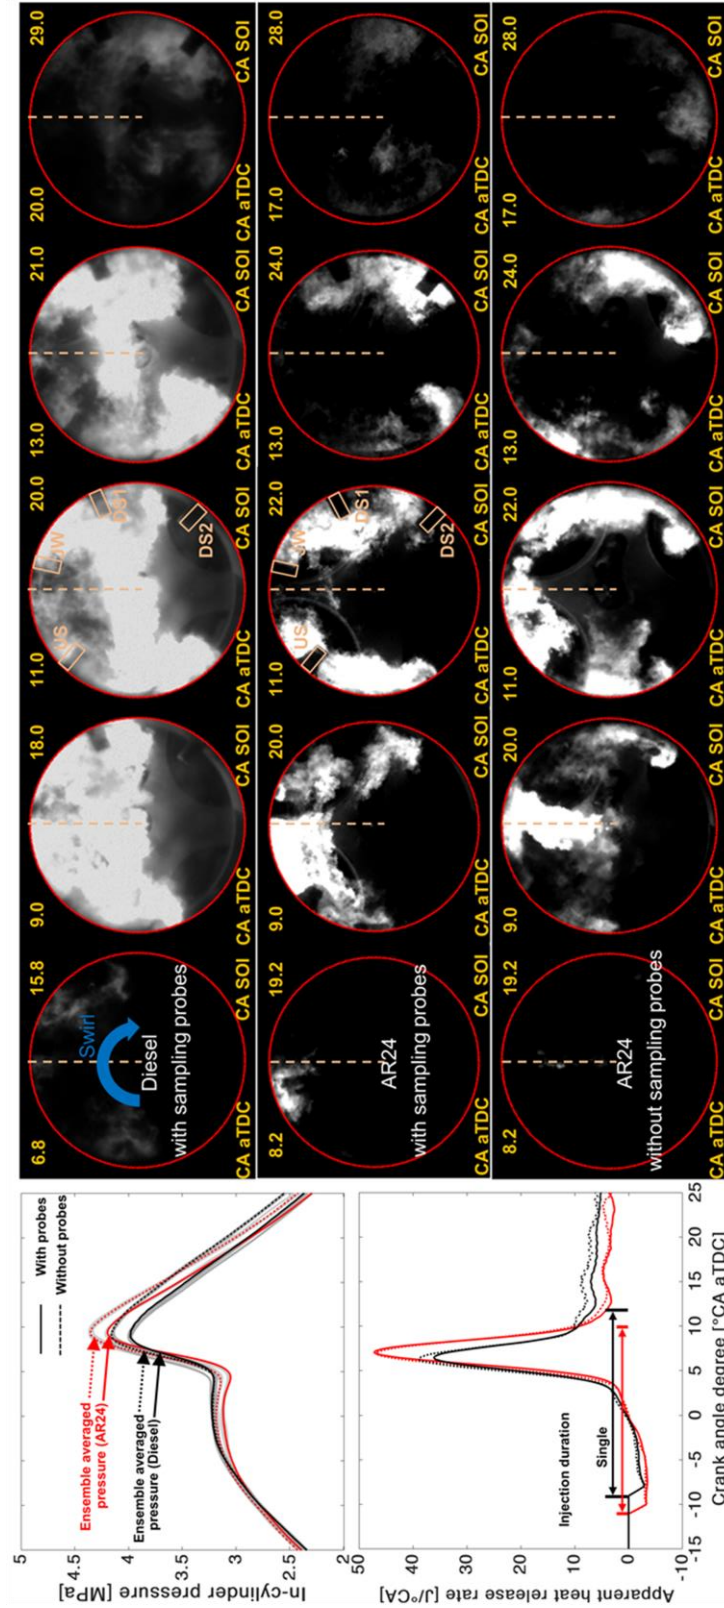 5
4.5
4
3.5
3
2.5
2
In-cylinder pressure [MPa]
With probes
Without probes
Ensemble averaged
pressure (AR24)
Ensemble averaged
pressure (Diesel)
50
40
30
20
10
0
-10
Apparent heat release rate [J/°CA]
Injection duration
Single
-15 -10 -5 0 5 10 15 20 25
Crank angle degree [°CA aTDC]
6.8 15.8 9.0 18.0 11.0 20.0 13.0 21.0 20.0 29.0
Swirl
US JW
DS1
DS2
Diesel
with sampling probes
CA aTDC CA SOI CA aTDC CA SOI CA aTDC CA SOI CA aTDC CA SOI CA aTDC CA SOI
8.2 19.2 9.0 20.0 11.0 22.0 13.0 24.0 17.0 28.0
US JW
DS1
DS2
AR24
with sampling probes
CA aTDC CA SOI CA aTDC CA SOI CA aTDC CA SOI CA aTDC CA SOI CA aTDC CA SOI
8.2 19.2 9.0 20.0 11.0 22.0 13.0 24.0 17.0 28.0
AR24
without sampling probes
CA aTDC CA SOI CA aTDC CA SOI CA aTDC CA SOI CA aTDC CA SOI CA aTDC CA SOI